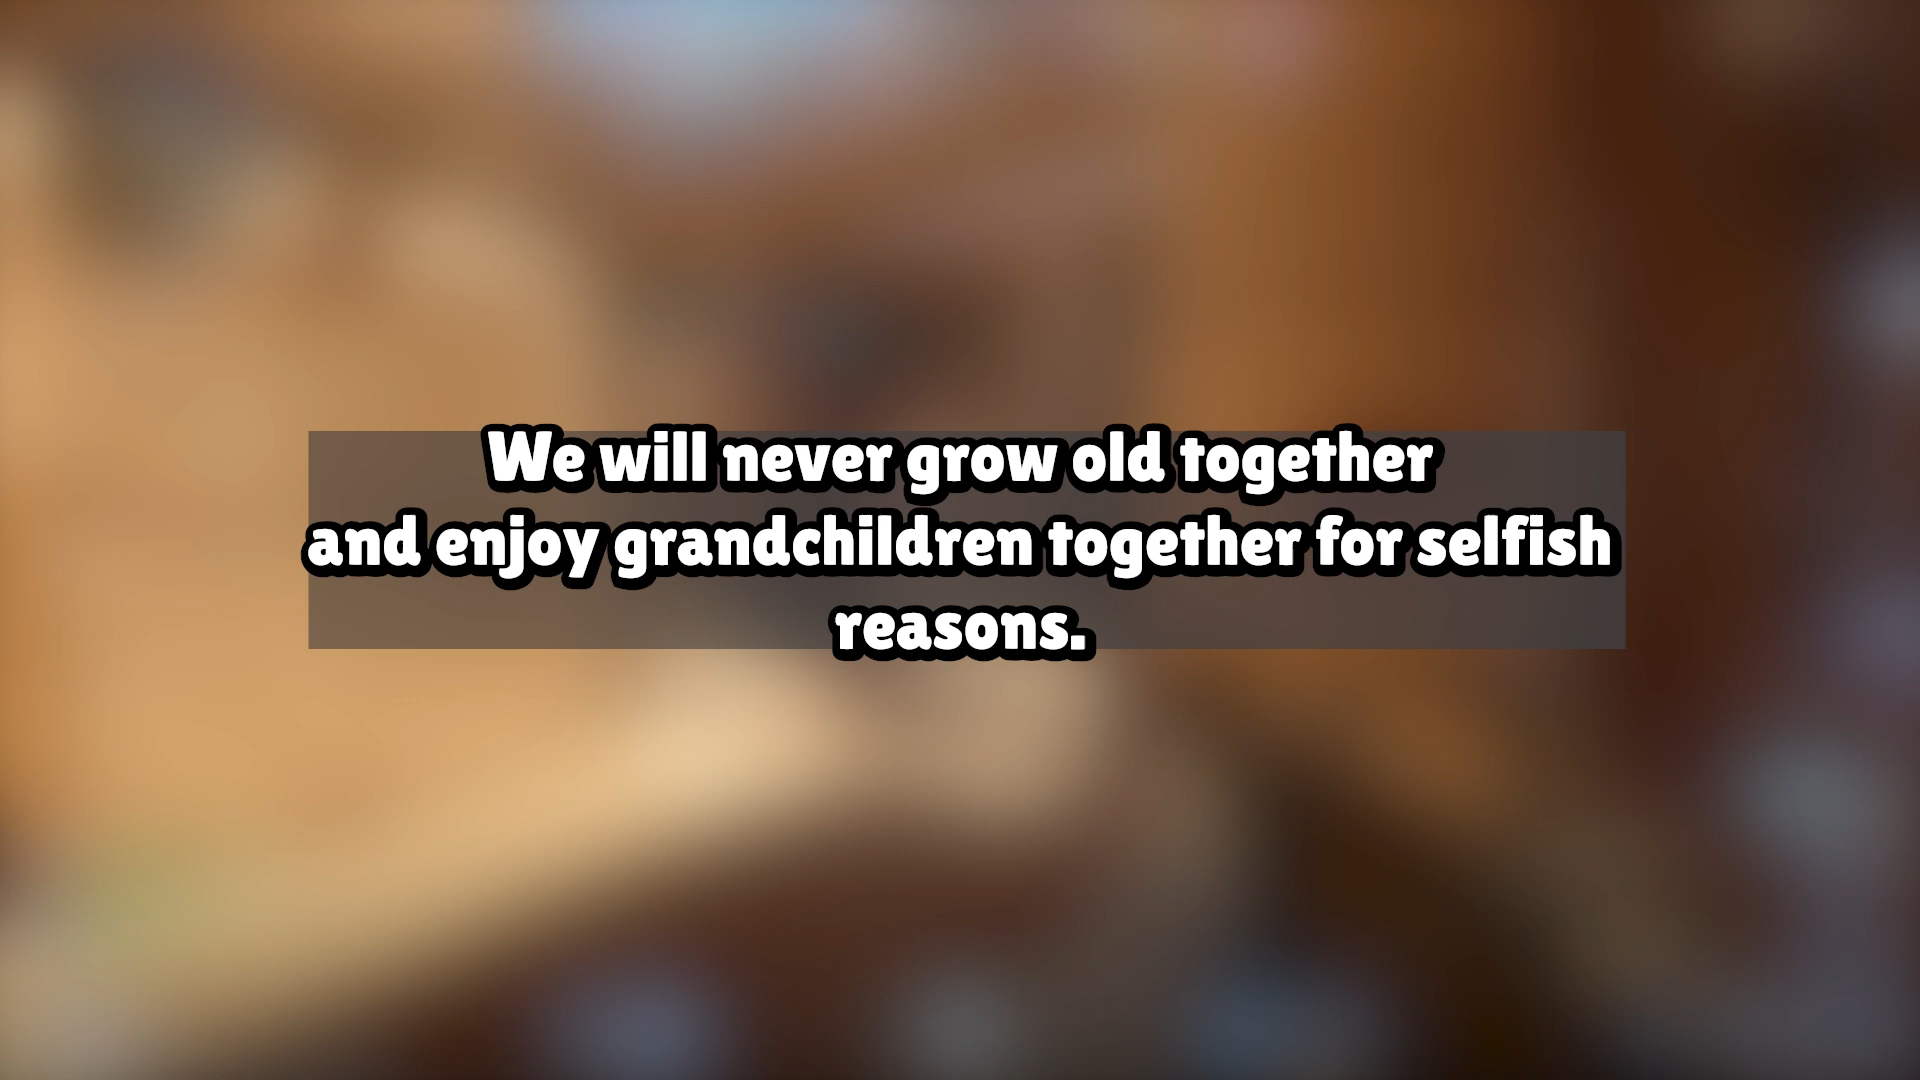 We will never grow old together
and enjoy grandchildren together for selfish
reasons.